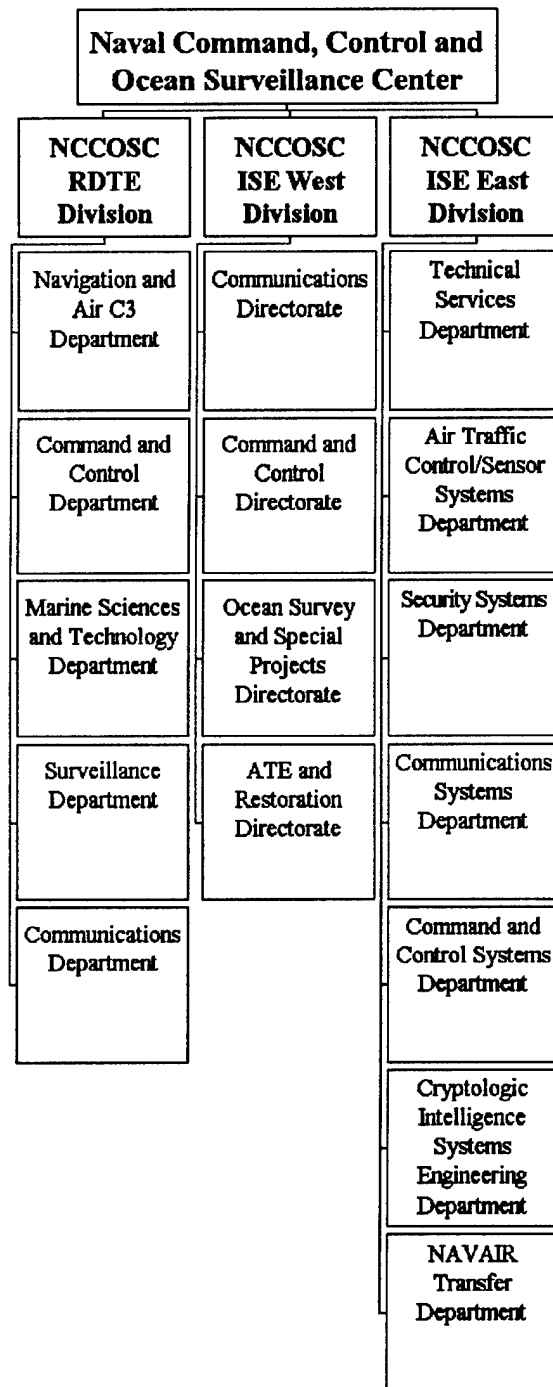 Naval Command, Control and
Ocean Surveillance Center
NCCOSC
RDTE
Division
Navigation and
Air C3
Department
Command and
Control
Department
Marine Sciences
and Technology
Department
Surveillance
Department
Communications
Department
NCCOSC
ISE West
Division
Communications
Directorate
Command and
Control
Directorate
Ocean Survey
and Special
Projects
Directorate
ATE and
Restoration
Directorate
NCCOSC
ISE East
Division
Technical
Services
Department
Air Traffic
Control/Sensor
Systems
Department
Security Systems
Department
Communications
Systems
Department
Command and
Control Systems
Department
Cryptologic
Intelligence
Systems
Engineering
Department
NAVAIR
Transfer
Department